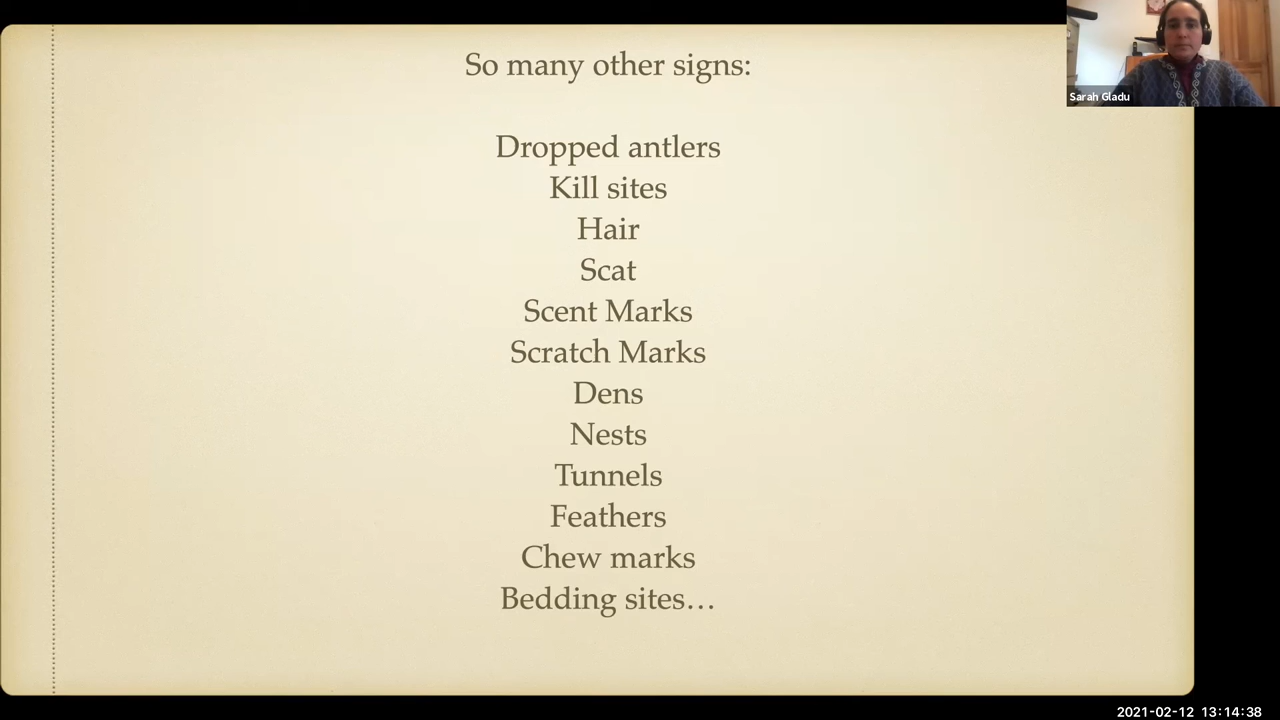 So many other signs:
Dropped antlers
Kill sites
Hair
Scat
Scent Marks
Scratch Marks
Dens
Nests
Tunnels
Feathers
Chew marks
Bedding sites…
Sarah Gladu
2021-02-12 13:14:38